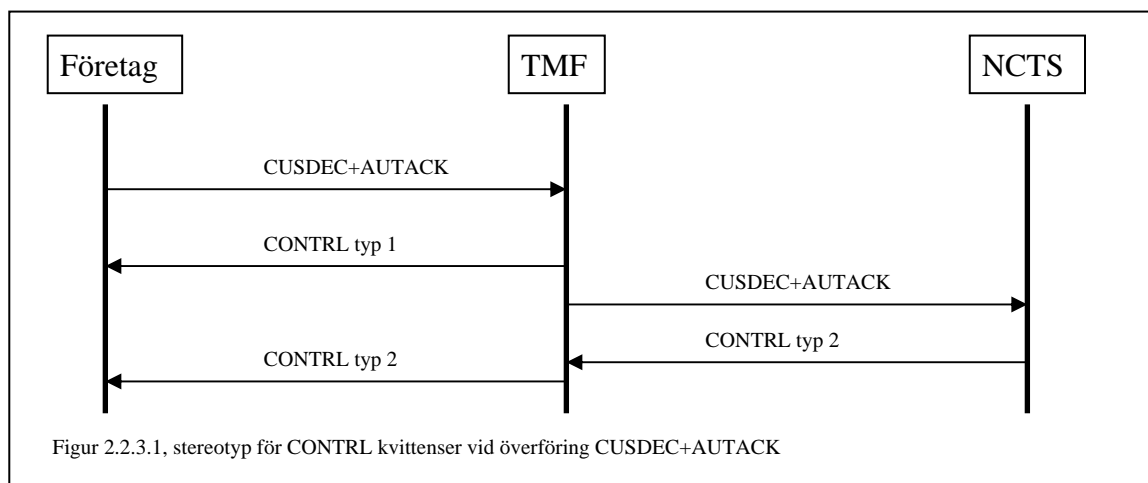 Företag
TMF
NCTS
CUSDEC+AUTACK
CONTRL typ 1
CUSDEC+AUTACK
CONTRL typ 2
CONTRL typ 2
Figur 2.2.3.1, stereotyp för CONTRL kvittenser vid överföring CUSDEC+AUTACK